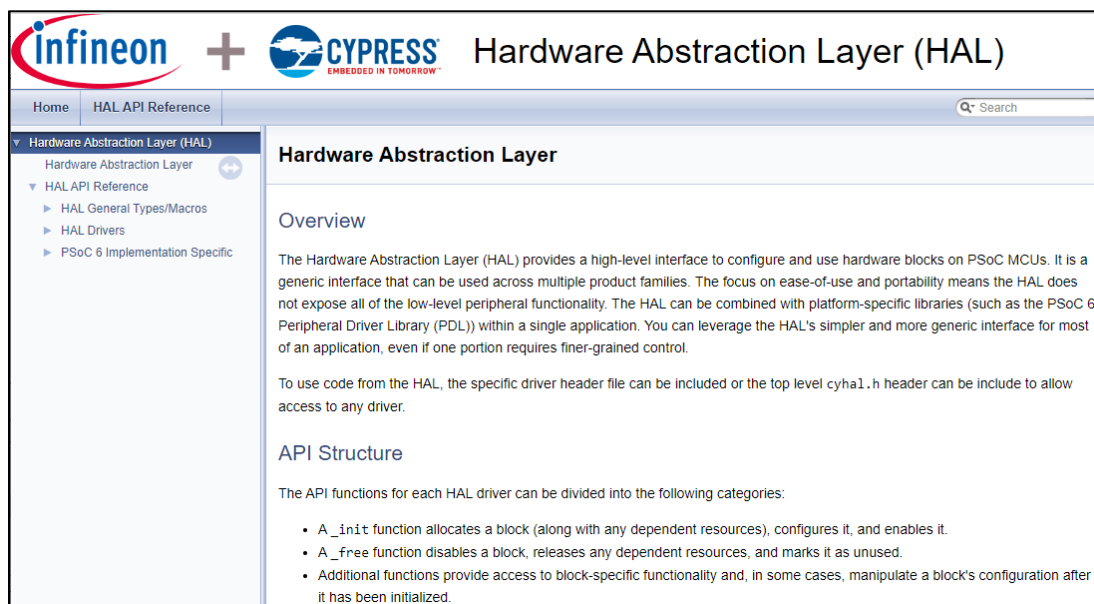 infineon + CYPRESS Hardware Abstraction Layer (HAL)
EMBEDDED IN TOMORROW™
Home HAL API Reference Search
Hardware Abstraction Layer (HAL)
Hardware Abstraction Layer
HAL API Reference
HAL General Types/Macros
HAL Drivers
PSoC 6 Implementation Specific
Hardware Abstraction Layer
Overview
The Hardware Abstraction Layer (HAL) provides a high-level interface to configure and use hardware blocks on PSoC MCUs. It is a
generic interface that can be used across multiple product families. The focus on ease-of-use and portability means the HAL does
not expose all of the low-level peripheral functionality. The HAL can be combined with platform-specific libraries (such as the PSoC 6
Peripheral Driver Library (PDL)) within a single application. You can leverage the HAL's simpler and more generic interface for most
of an application, even if one portion requires finer-grained control.
To use code from the HAL, the specific driver header file can be included or the top level cyhal.h header can be include to allow
access to any driver.
API Structure
The API functions for each HAL driver can be divided into the following categories:
• A _init function allocates a block (along with any dependent resources), configures it, and enables it.
• A _free function disables a block, releases any dependent resources, and marks it as unused.
• Additional functions provide access to block-specific functionality and, in some cases, manipulate a block's configuration after
it has been initialized.